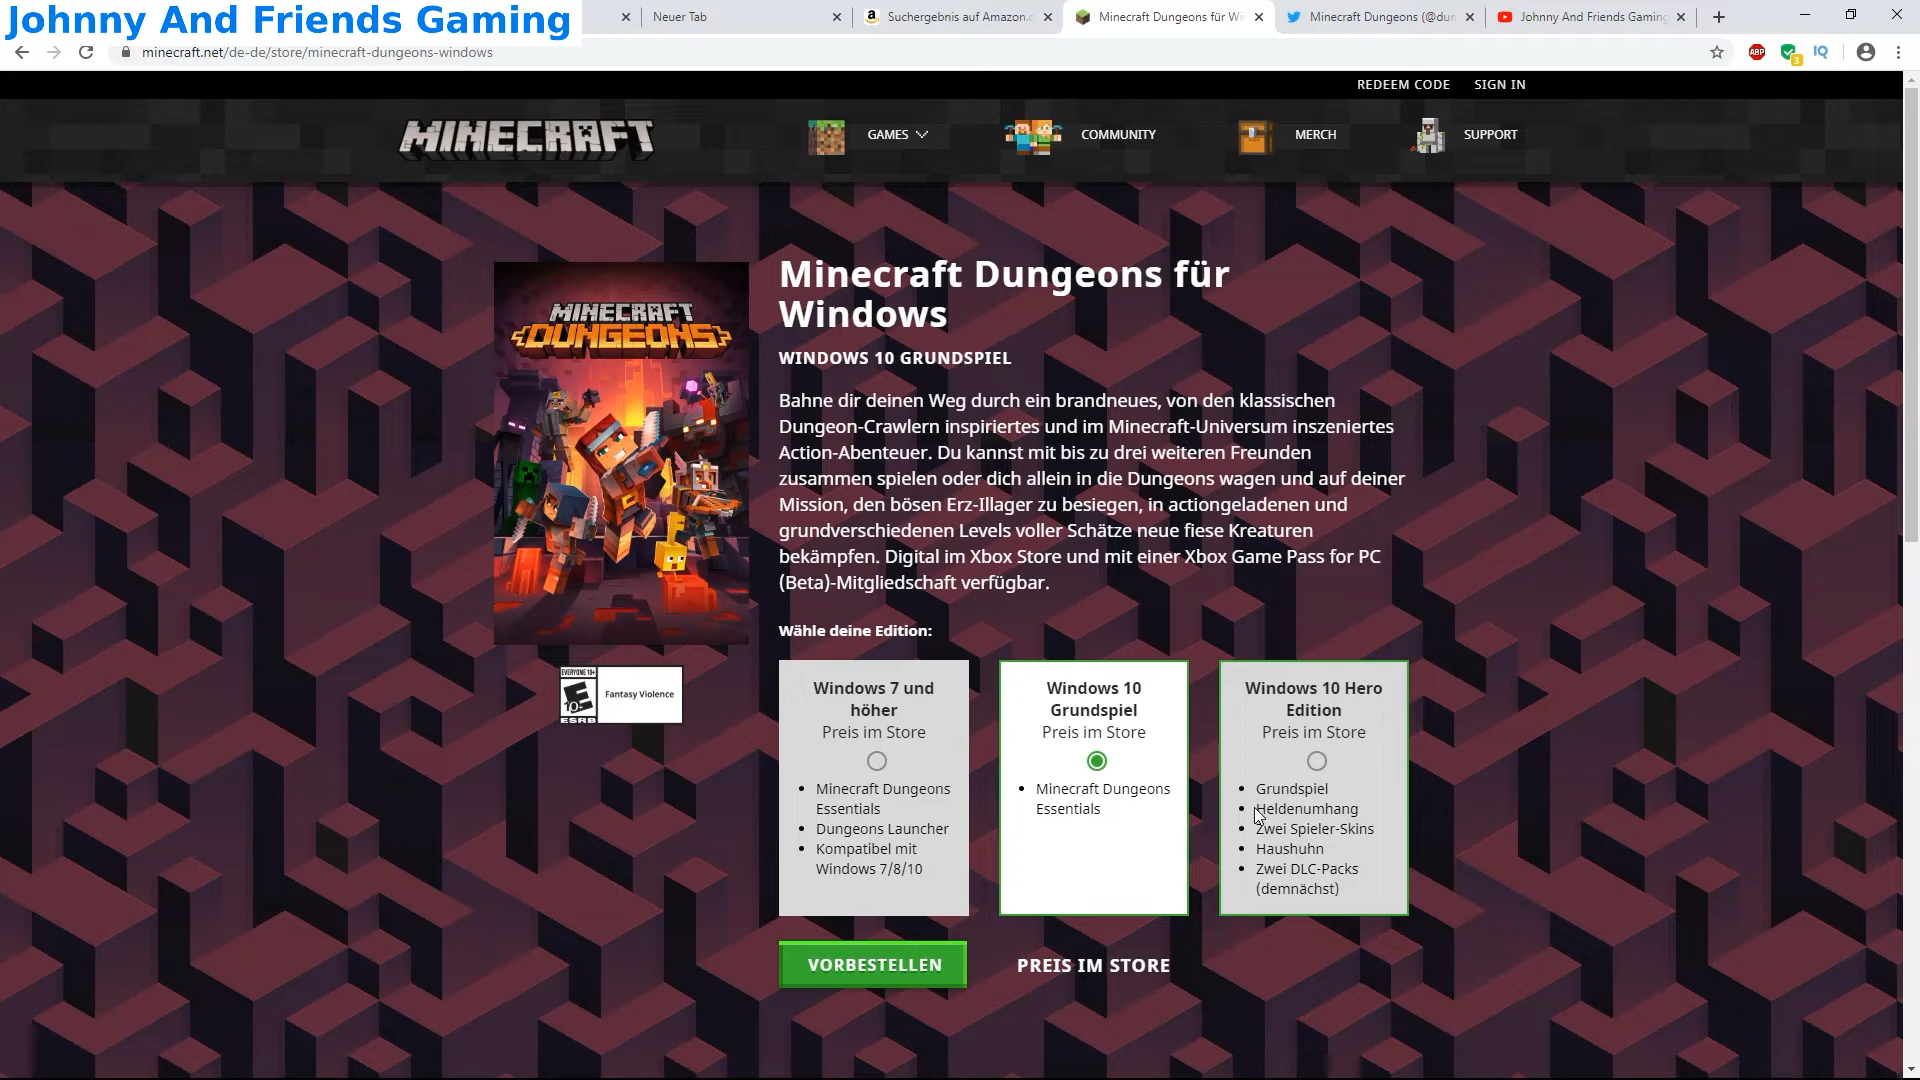 Johnny And Friends Gaming
Neuer Tab
Suchergebnis auf Amazon.
Minecraft Dungeons für Wi
Minecraft Dungeons (@dun
Johnny And Friends Gaming
minecraft.net/de-de/store/minecraft-dungeons-windows
ABP
3
IQ
REDEEM CODE
SIGN IN
MINECRAFT
GAMES
COMMUNITY
MERCH
SUPPORT
MINECRAFT
DUNGEONS
Minecraft Dungeons für
Windows
WINDOWS 10 GRUNDSPIEL
Bahne dir deinen Weg durch ein brandneues, von den klassischen
Dungeon-Crawlern inspiriertes und im Minecraft-Universum inszeniertes
Action-Abenteuer. Du kannst mit bis zu drei weiteren Freunden
zusammen spielen oder dich allein in die Dungeons wagen und auf deiner
Mission, den bösen Erz-Illager zu besiegen, in actiongeladenen und
grundverschiedenen Levels voller Schätze neue fiese Kreaturen
bekämpfen. Digital im Xbox Store und mit einer Xbox Game Pass for PC
(Beta)-Mitgliedschaft verfügbar.
Wähle deine Edition:
EVERYONE 10+
E
10+
ESRB
Fantasy Violence
Windows 7 und
höher
Preis im Store
Minecraft Dungeons
Essentials
Dungeons Launcher
Kompatibel mit
Windows 7/8/10
Windows 10
Grundspiel
Preis im Store
Minecraft Dungeons
Essentials
Windows 10 Hero
Edition
Preis im Store
Grundspiel
Heldenumhang
Zwei Spieler-Skins
Haushuhn
Zwei DLC-Packs
(demnächst)
VORBESTELLEN
PREIS IM STORE